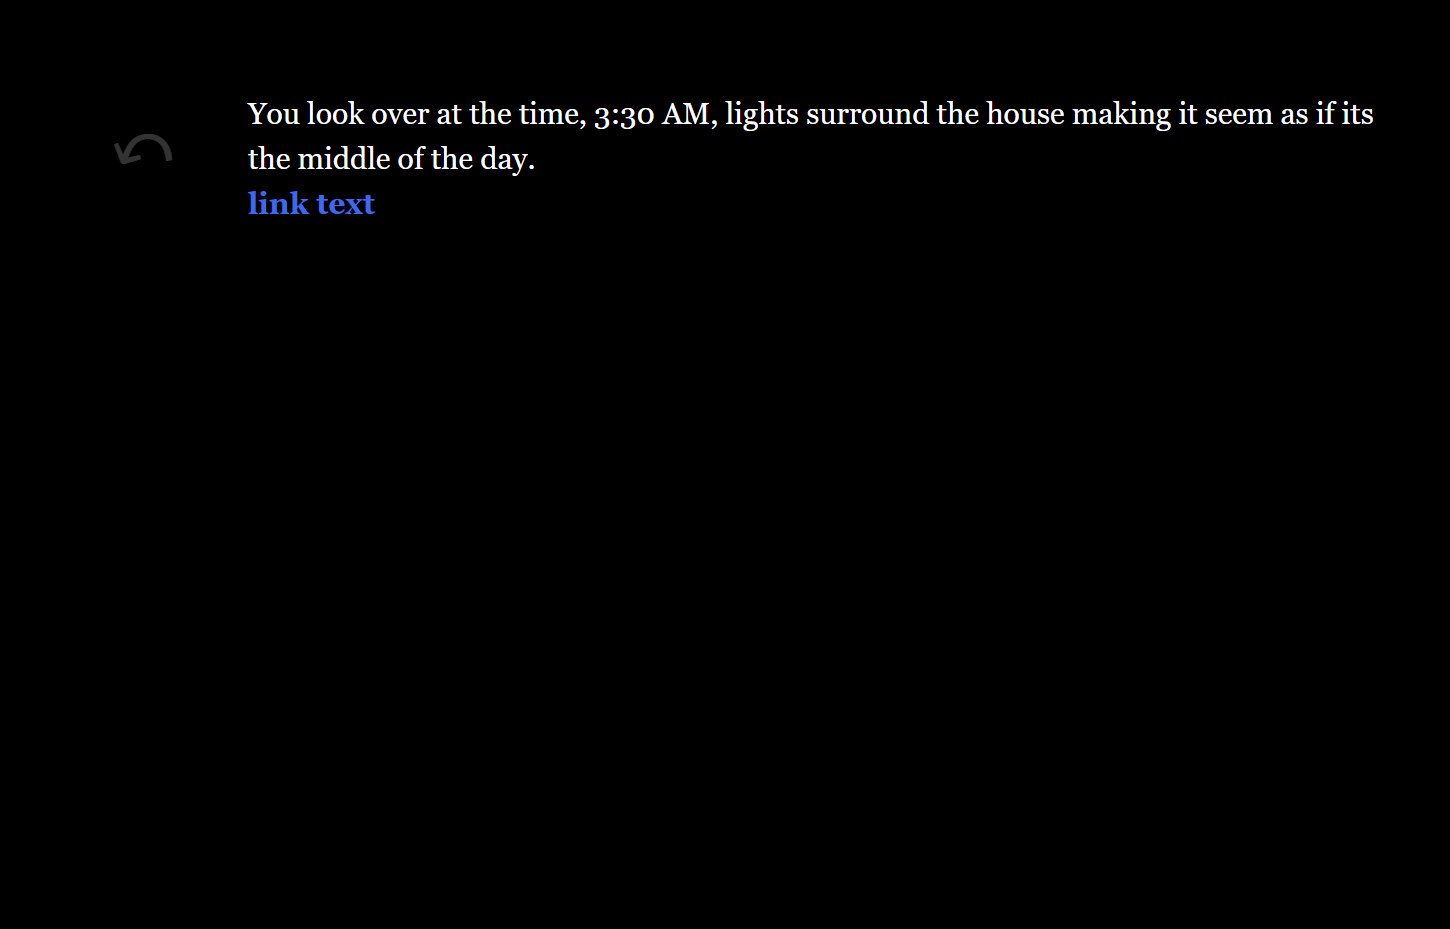 You look over at the time, 3:30 AM, lights surround the house making it seem as if its
the middle of the day.
link text